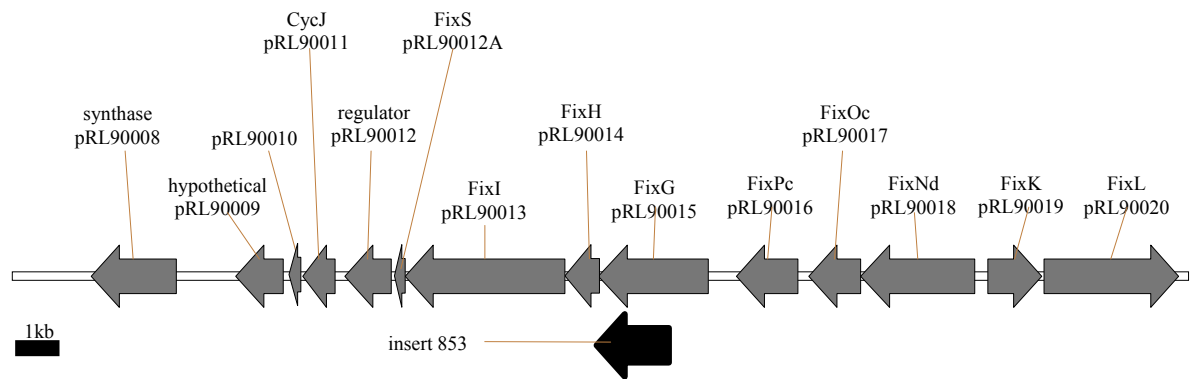 CycJ
pRL90011
FixS
pRL90012A
synthase
pRL90008
pRL90010
regulator
pRL90012
FixH
pRL90014
FixOc
pRL90017
hypothetical
pRL90009
FixI
pRL90013
FixG
pRL90015
FixPc
pRL90016
FixNd
pRL90018
FixK
pRL90019
FixL
pRL90020
1kb
insert 853